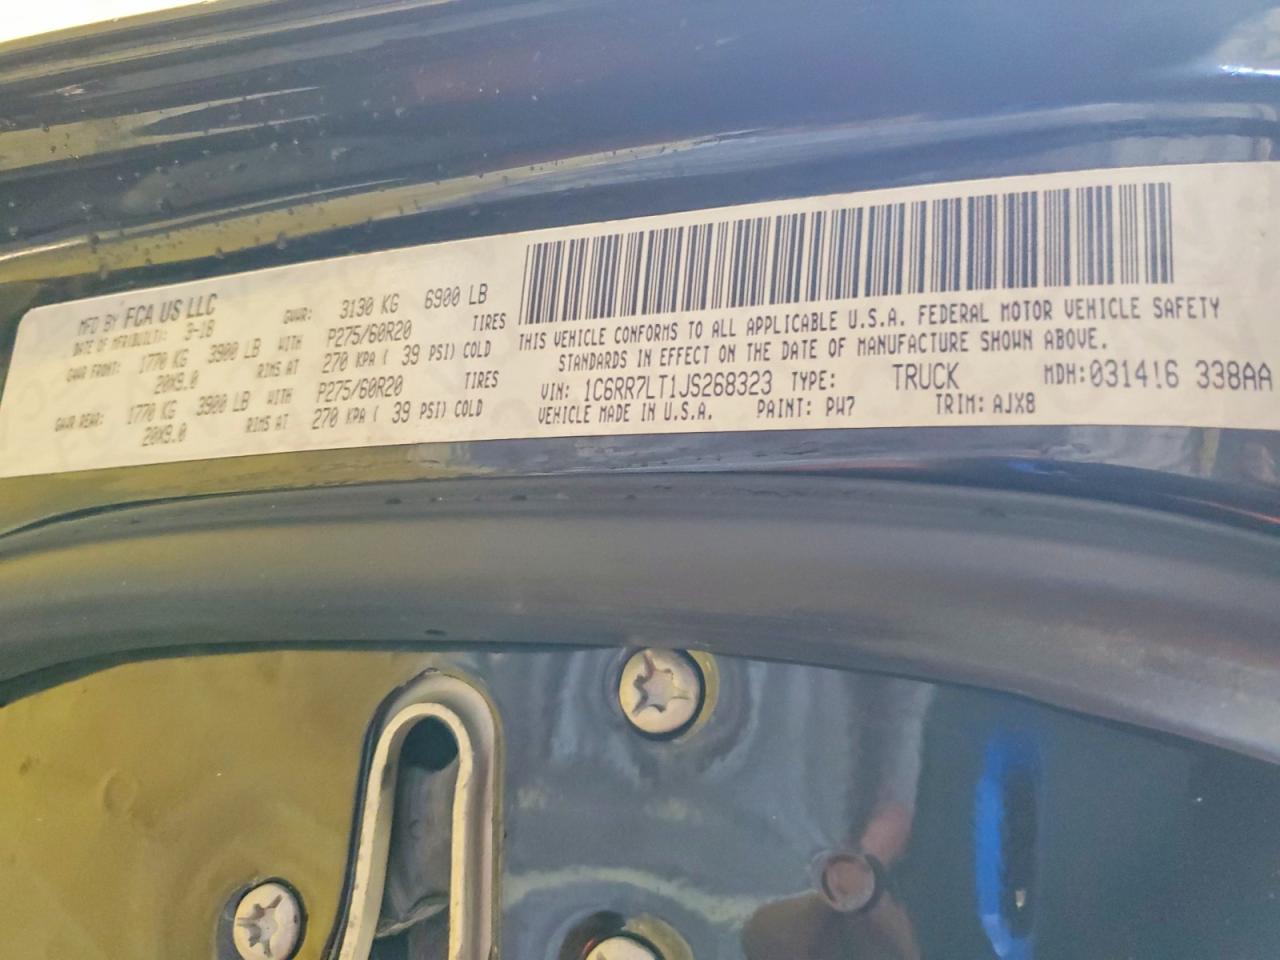 MFD BY FCA US LLC
DATE OF MFR(BUILT): 3-18 GVWR: 3130 KG 6900 LB
GAWR FRONT: 1770 KG 3900 LB WITH P275/60R20 TIRES
20X9.0 RIMS AT 270 KPA ( 39 PSI) COLD
GAWR REAR: 1770 KG 3900 LB WITH P275/60R20 TIRES
20X9.0 RIMS AT 270 KPA ( 39 PSI) COLD
THIS VEHICLE CONFORMS TO ALL APPLICABLE U.S.A. FEDERAL MOTOR VEHICLE SAFETY
STANDARDS IN EFFECT ON THE DATE OF MANUFACTURE SHOWN ABOVE.
VIN: 1C6RR7LT1JS268323 TYPE: TRUCK MDH:031416 338AA
VEHICLE MADE IN U.S.A. PAINT: PW7 TRIM: AJX8